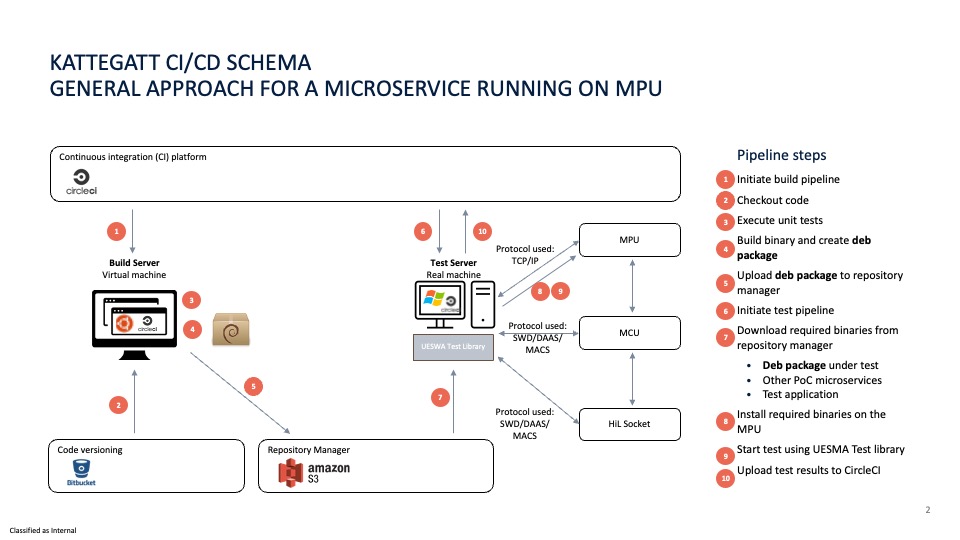 KATTEGATT CI/CD SCHEMA
GENERAL APPROACH FOR A MICROSERVICE RUNNING ON MPU
Continuous integration (CI) platform
circleci
1
6
10
Build Server
Virtual machine
Test Server
Real machine
Protocol used:
TCP/IP
MPU
8
9
3
4
circleci
circleci
UESWA Test Library
Protocol used:
SWD/DAAS/
MACS
MCU
2
5
7
Protocol used:
SWD/DAAS/
MACS
HiL Socket
Code versioning
Bitbucket
Repository Manager
amazon
S3
Pipeline steps
1 Initiate build pipeline
2 Checkout code
3 Execute unit tests
4 Build binary and create deb
package
5 Upload deb package to repository
manager
6 Initiate test pipeline
7 Download required binaries from
repository manager
• Deb package under test
• Other PoC microservices
• Test application
8 Install required binaries on the
MPU
9 Start test using UESMA Test library
10 Upload test results to CircleCI
2
Classified as Internal